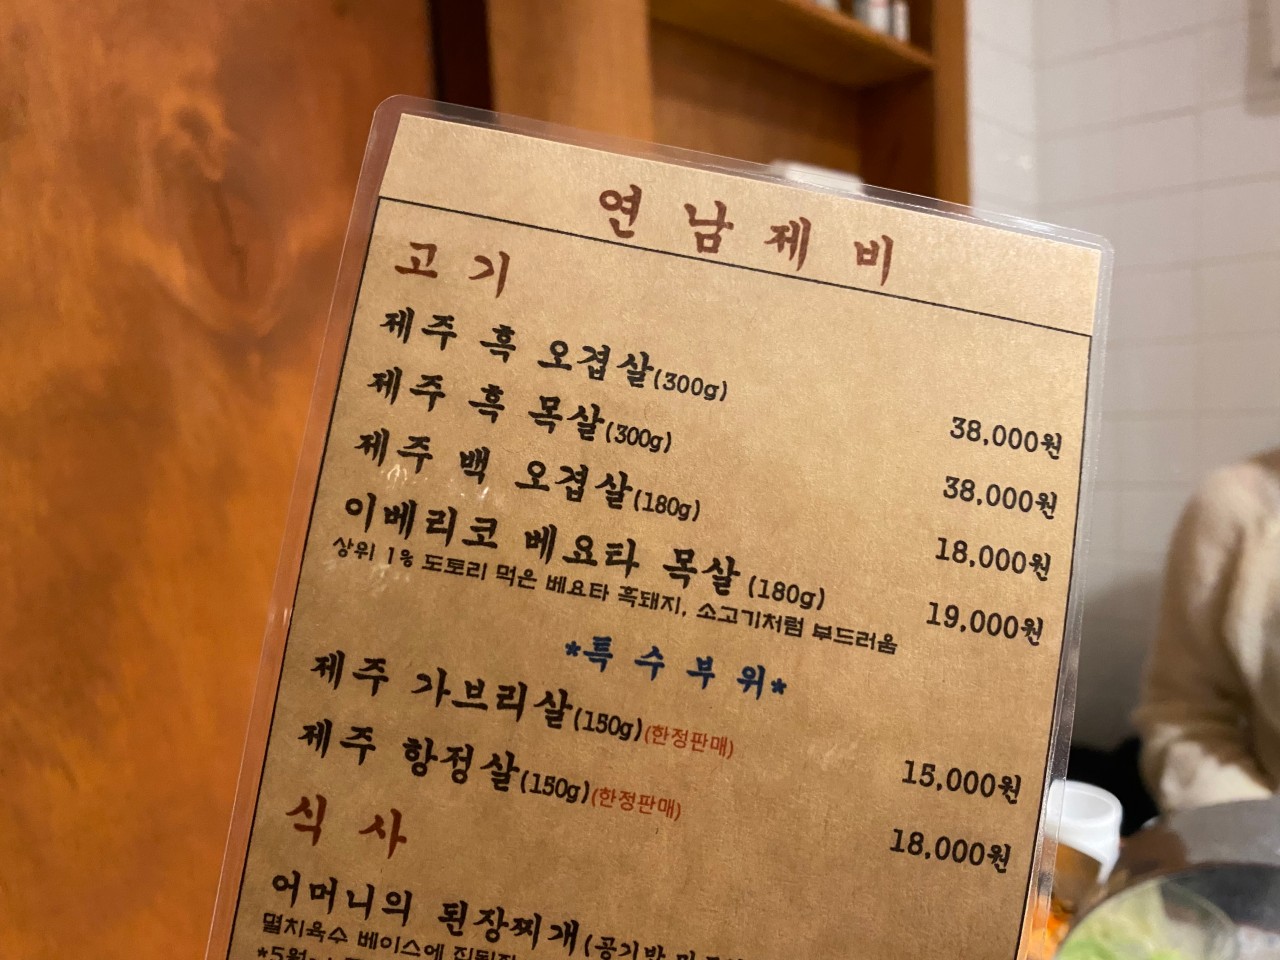 연남제비
고기
제주 흑 오겹살(300g) 38,000원
제주 흑 목살(300g) 38,000원
제주 백 오겹살(180g) 18,000원
이베리코 베요타 목살(180g) 19,000원
상위 1% 도토리 먹은 베요타 흑돼지, 소고기처럼 부드러움
*특수부위*
제주 가브리살(150g)(한정판매) 15,000원
제주 항정살(150g)(한정판매) 18,000원
식사
어머니의 된장찌개(공기밥
멸치육수 베이스에
*5월